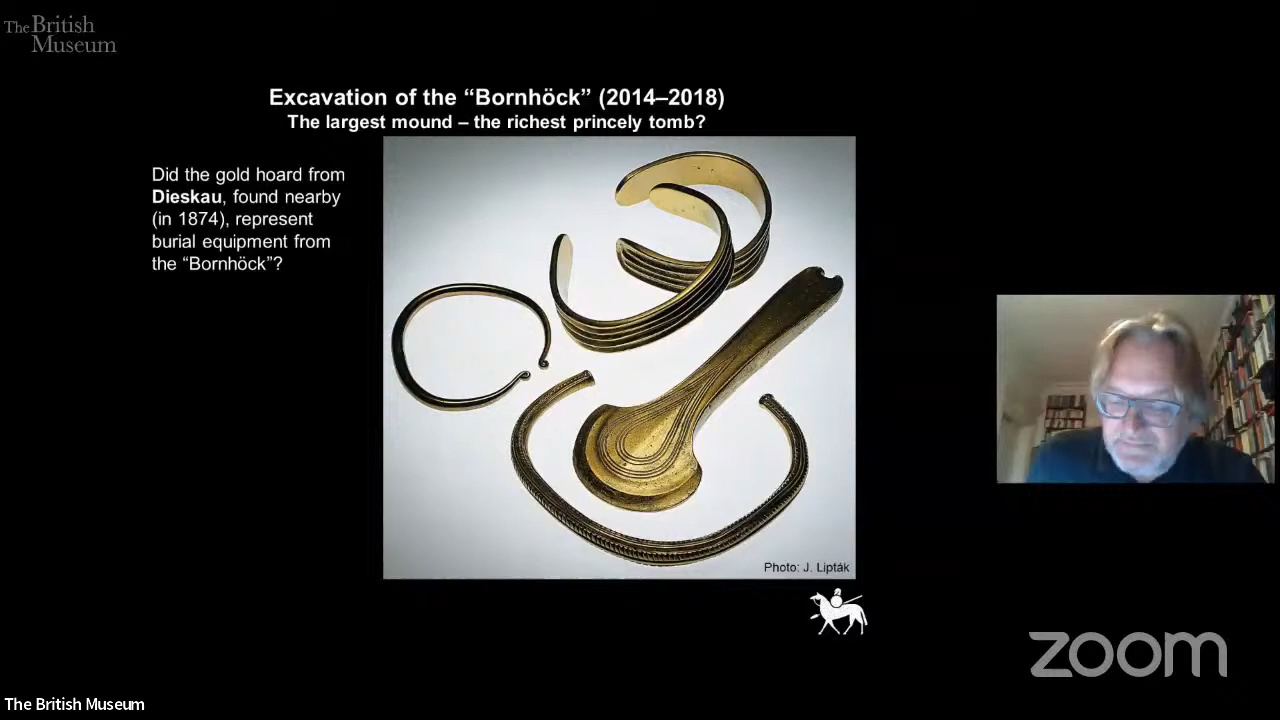 The British
Museum
Excavation of the “Bornhöck” (2014–2018)
The largest mound – the richest princely tomb?
Did the gold hoard from
Dieskau, found nearby
(in 1874), represent
burial equipment from
the “Bornhöck”?
Photo: J. Lipták
zoom
The British Museum